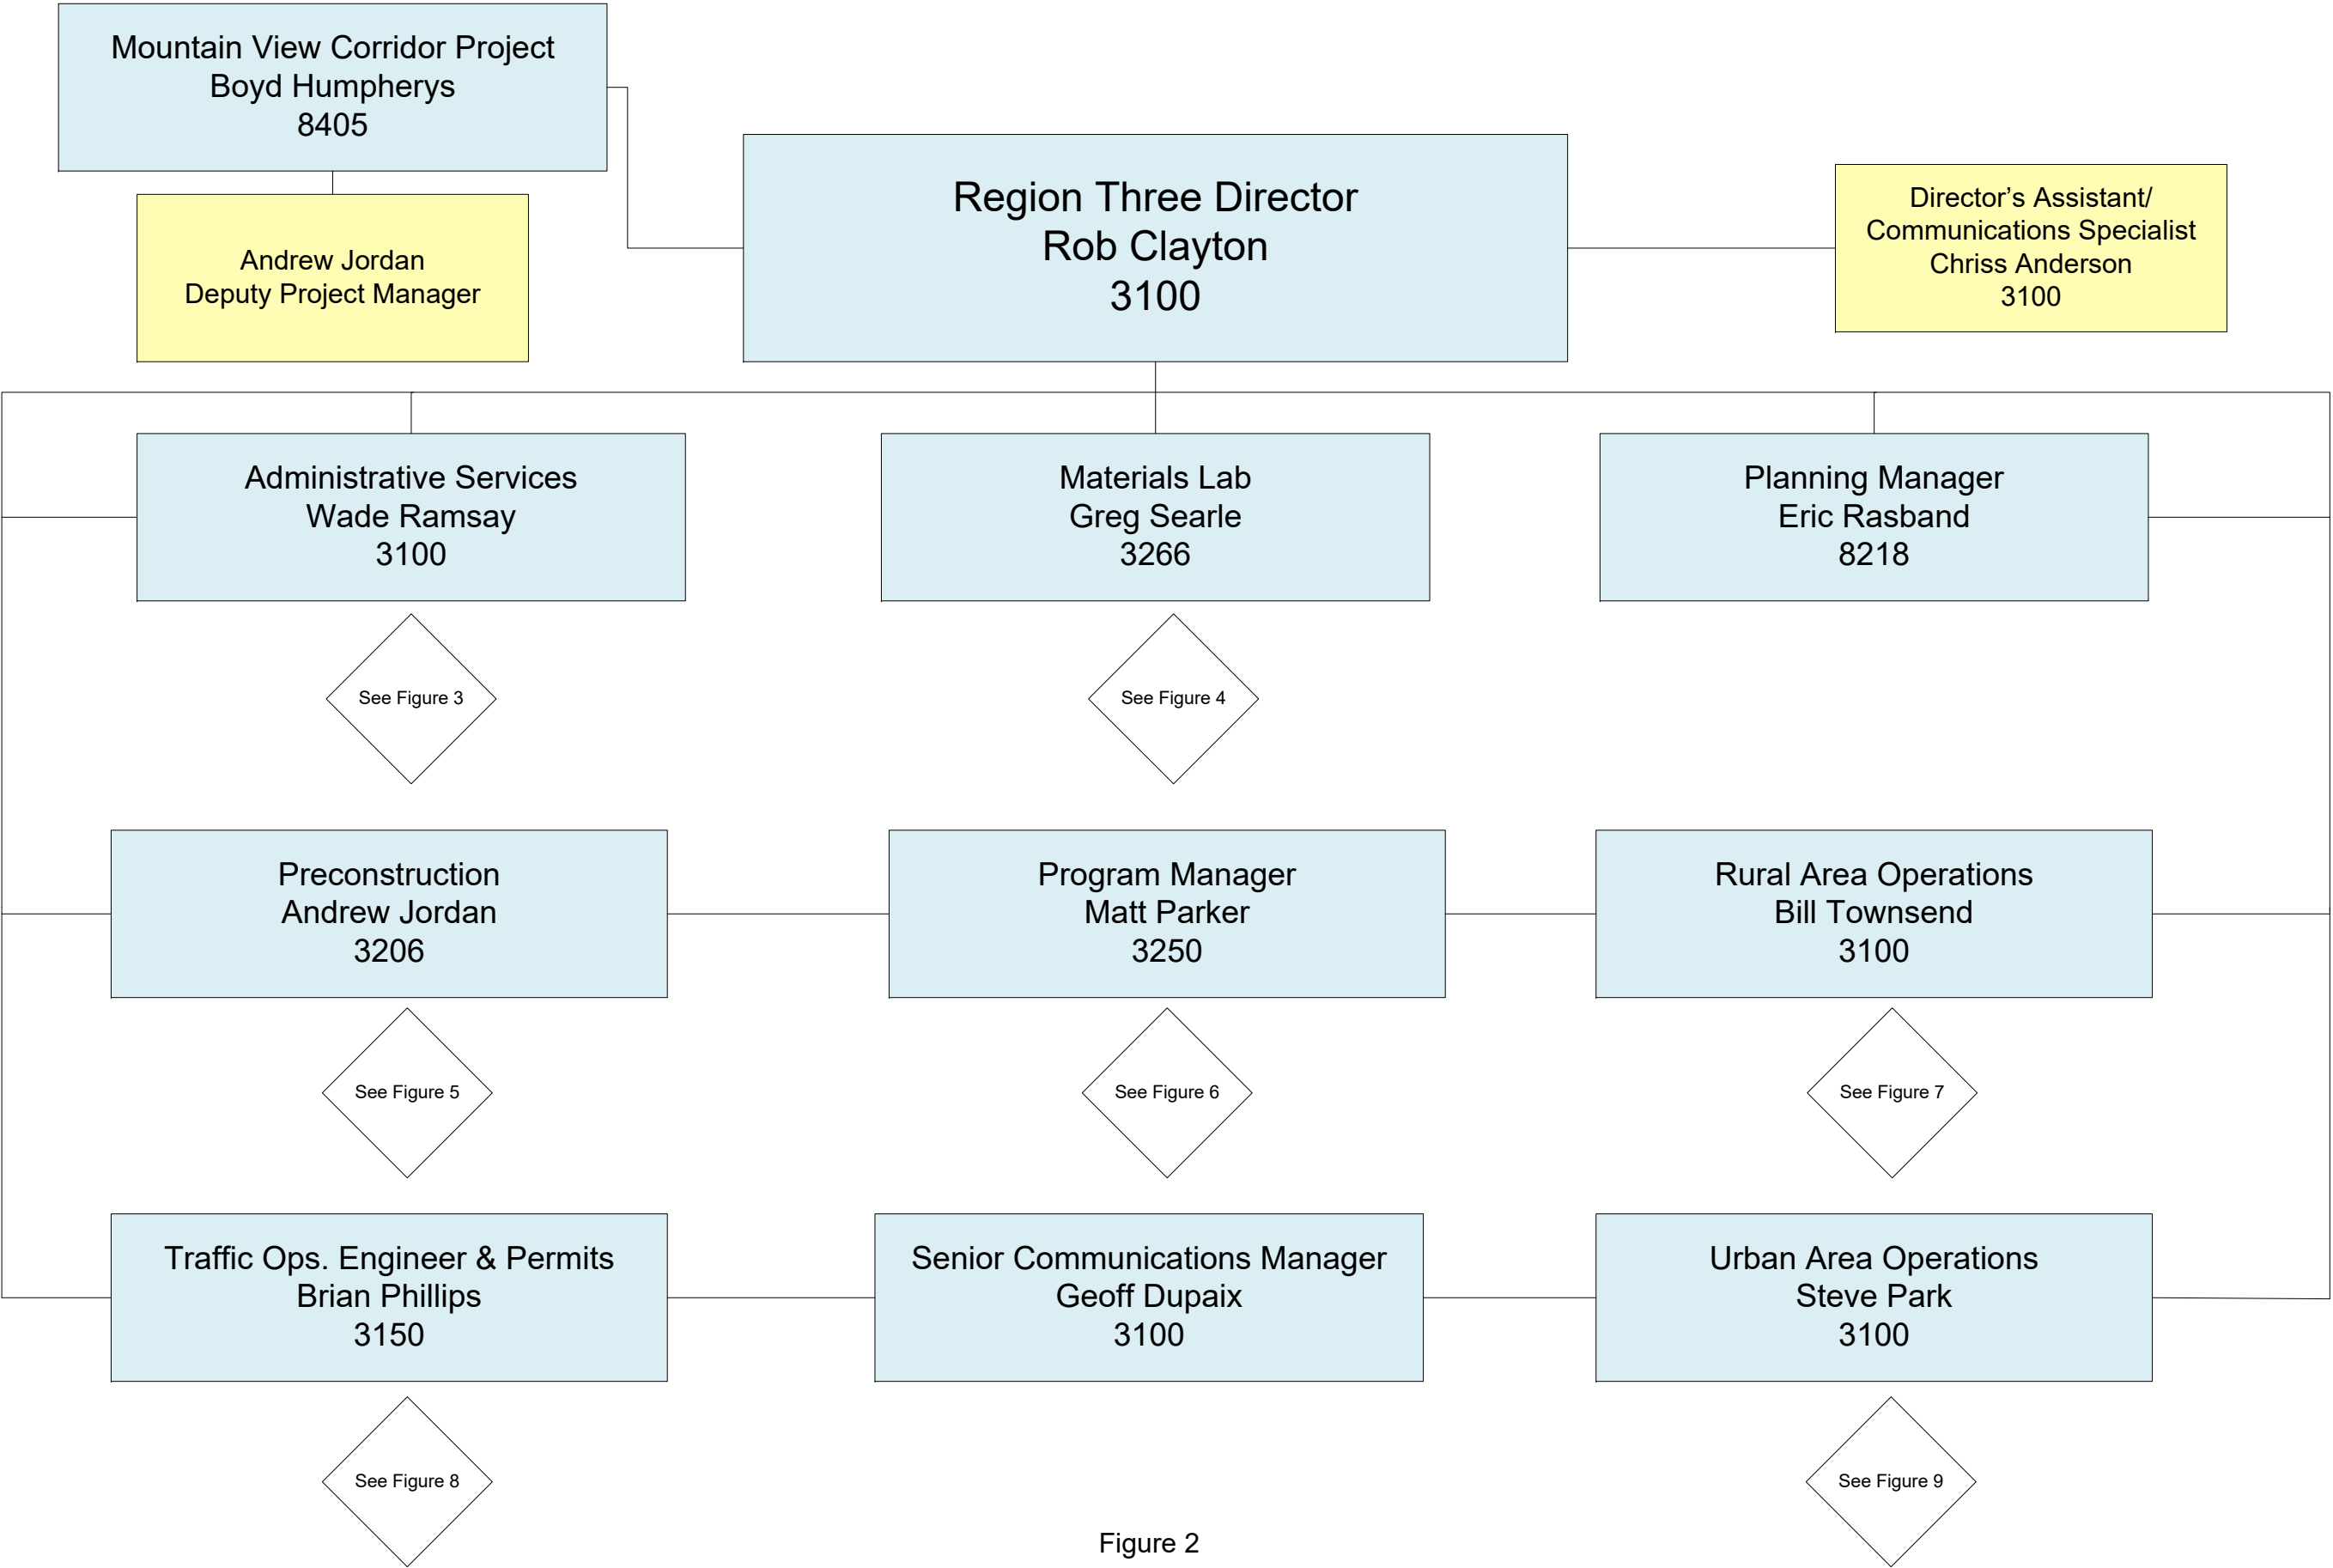 Mountain View Corridor Project
Boyd Humpherys
8405
Andrew Jordan
Deputy Project Manager
Region Three Director
Rob Clayton
3100
Director’s Assistant/
Communications Specialist
Chriss Anderson
3100
Administrative Services
Wade Ramsay
3100
Materials Lab
Greg Searle
3266
Planning Manager
Eric Rasband
8218
See Figure 3
See Figure 4
Preconstruction
Andrew Jordan
3206
Program Manager
Matt Parker
3250
Rural Area Operations
Bill Townsend
3100
See Figure 5
See Figure 6
See Figure 7
Traffic Ops. Engineer & Permits
Brian Phillips
3150
Senior Communications Manager
Geoff Dupaix
3100
Urban Area Operations
Steve Park
3100
See Figure 8
See Figure 9
Figure 2